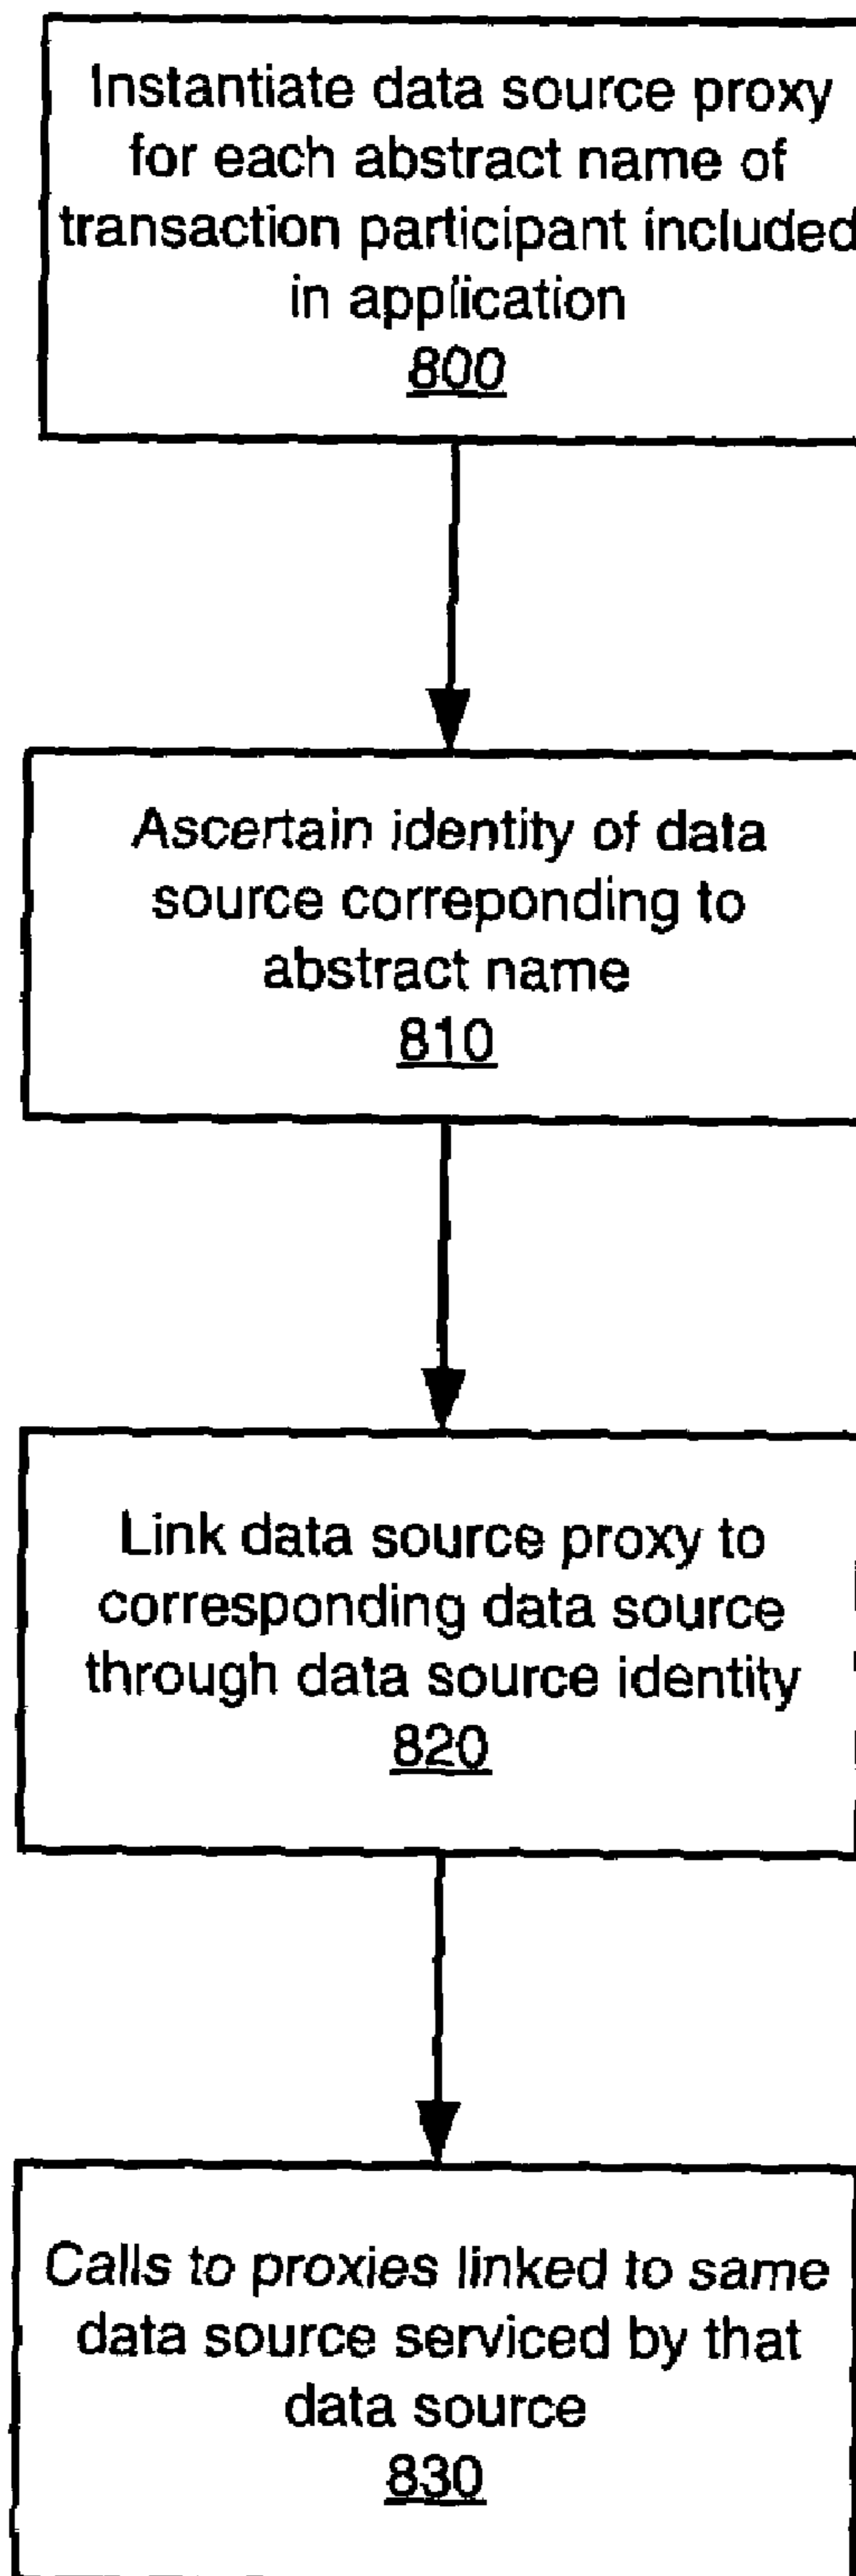 Instantiate data source proxy
for each abstract name of
transaction participant included
in application
800
Ascertain identity of data
source correponding to
abstract name
810
Link data source proxy to
corresponding data source
through data source identity
820
Calls to proxies linked to same
data source serviced by that
data source
830